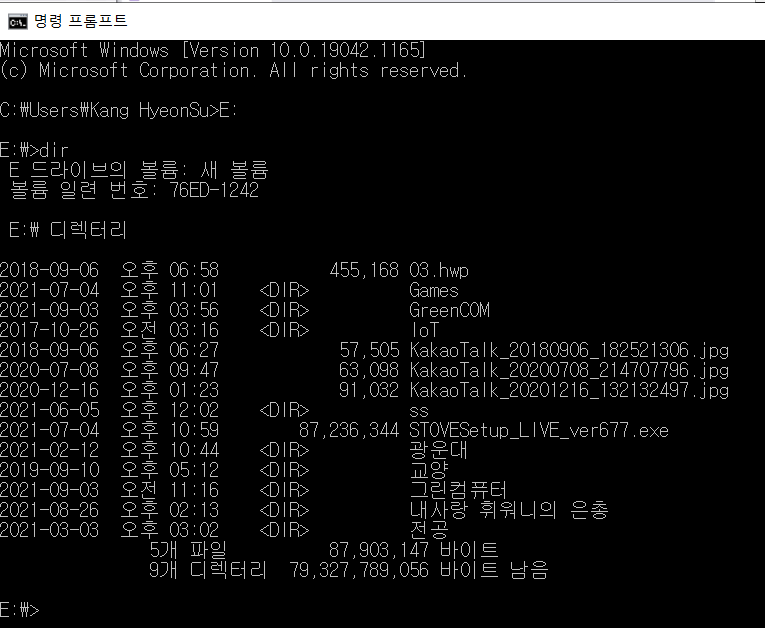 명령 프롬프트
Microsoft Windows [Version 10.0.19042.1165]
(c) Microsoft Corporation. All rights reserved.
C:₩Users₩Kang HyeonSu>E:
E:₩>dir
E 드라이브의 볼륨: 새 볼륨
볼륨 일련 번호: 76ED-1242
E:₩ 디렉터리
2018-09-06 오후 06:58 455,168 03.hwp
2021-07-04 오후 11:01 <DIR> Games
2021-09-03 오후 03:56 <DIR> GreenCOM
2017-10-26 오전 03:16 <DIR> IoT
2018-09-06 오후 06:27 57,505 KakaoTalk_20180906_182521306.jpg
2020-07-08 오후 09:47 63,098 KakaoTalk_20200708_214707796.jpg
2020-12-16 오후 01:23 91,032 KakaoTalk_20201216_132132497.jpg
2021-06-05 오후 12:02 <DIR> ss
2021-07-04 오후 10:59 87,236,344 STOVESetup_LIVE_ver677.exe
2021-02-12 오후 10:44 <DIR> 광운대
2019-09-10 오후 05:12 <DIR> 교양
2021-09-03 오전 11:16 <DIR> 그린컴퓨터
2021-08-26 오후 02:13 <DIR> 내사랑 휘워니의 은총
2021-03-03 오후 03:02 <DIR> 전공
5개 파일 87,903,147 바이트
9개 디렉터리 79,327,789,056 바이트 남음
E:₩>